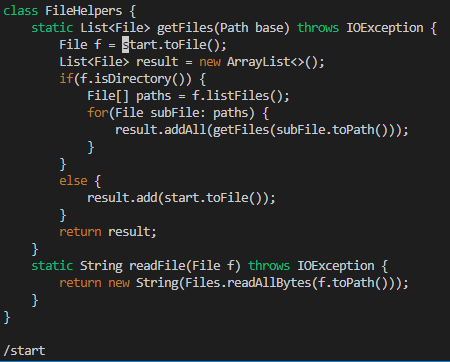 class FileHelpers {
    static List<File> getFiles(Path base) throws IOException {
        File f = start.toFile();
        List<File> result = new ArrayList<>();
        if(f.isDirectory()) {
            File[] paths = f.listFiles();
            for(File subFile: paths) {
                result.addAll(getFiles(subFile.toPath()));
            }
        }
        else {
            result.add(start.toFile());
        }
        return result;
    }
    static String readFile(File f) throws IOException {
        return new String(Files.readAllBytes(f.toPath()));
    }
}
/start